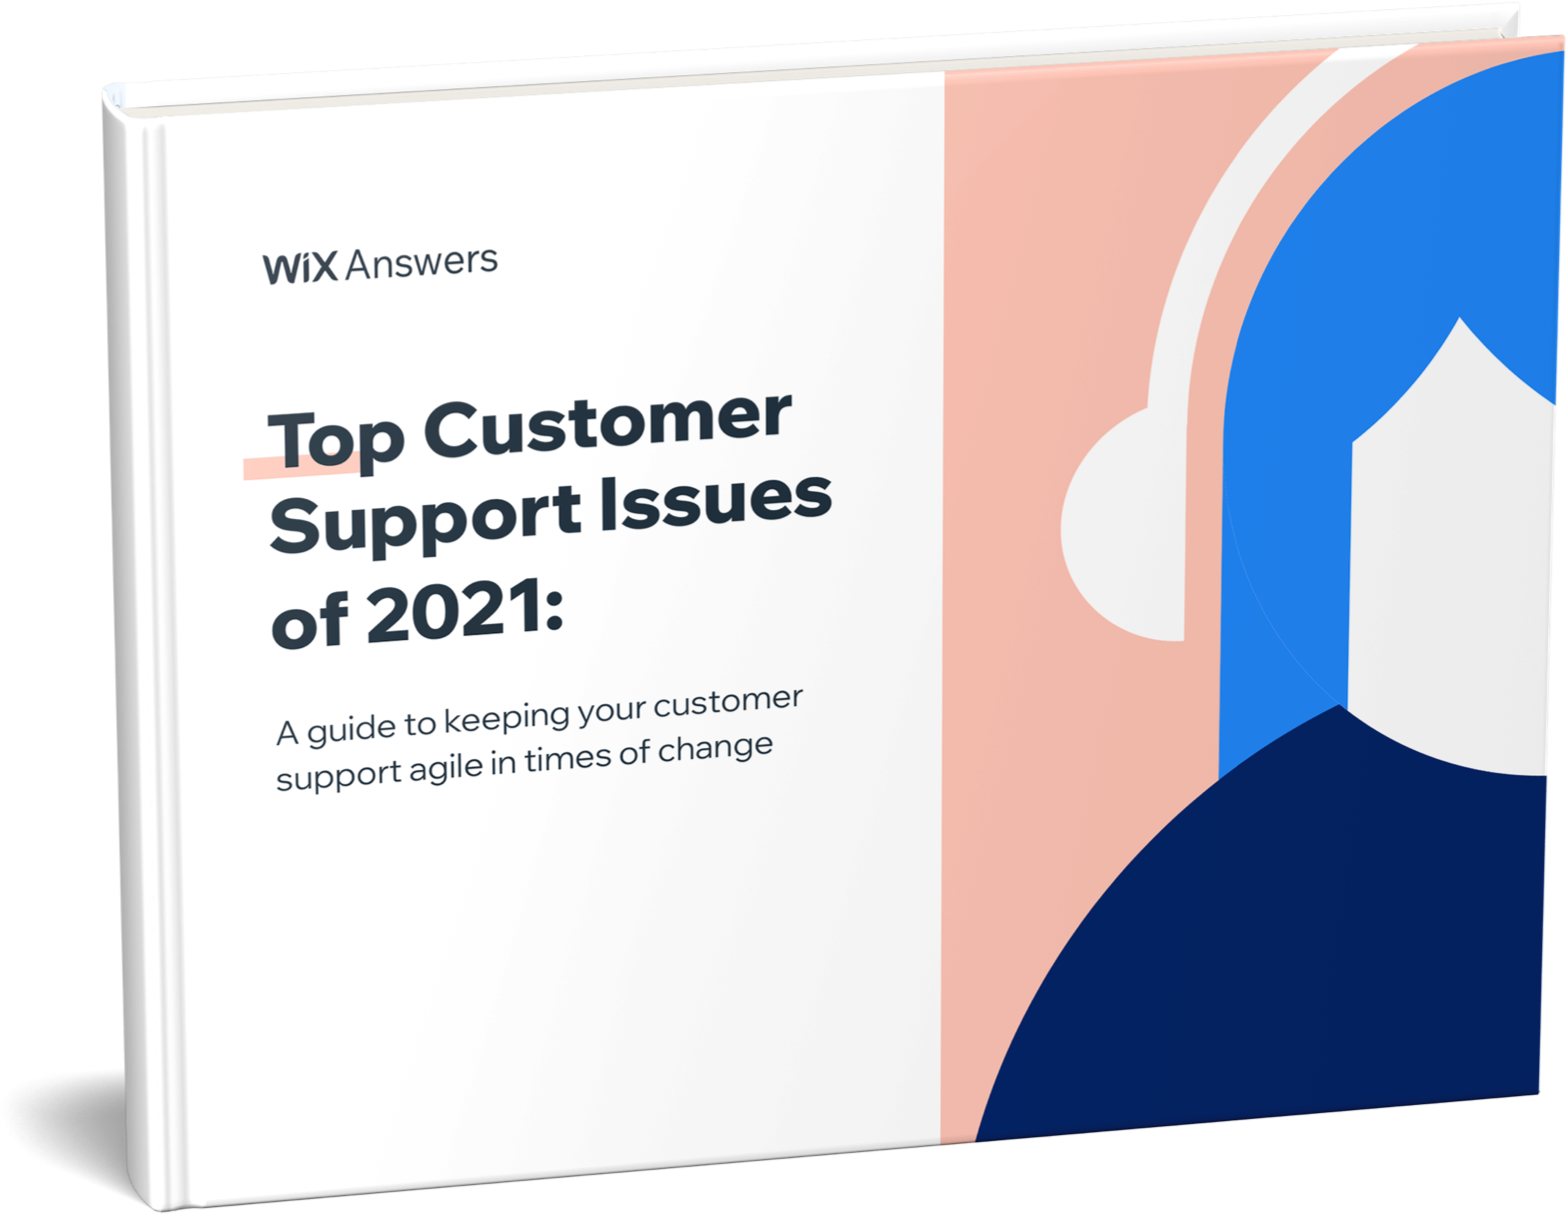 WiX Answers
Top Customer
Support Issues
of 2021:
A guide to keeping your customer
support agile in times of change